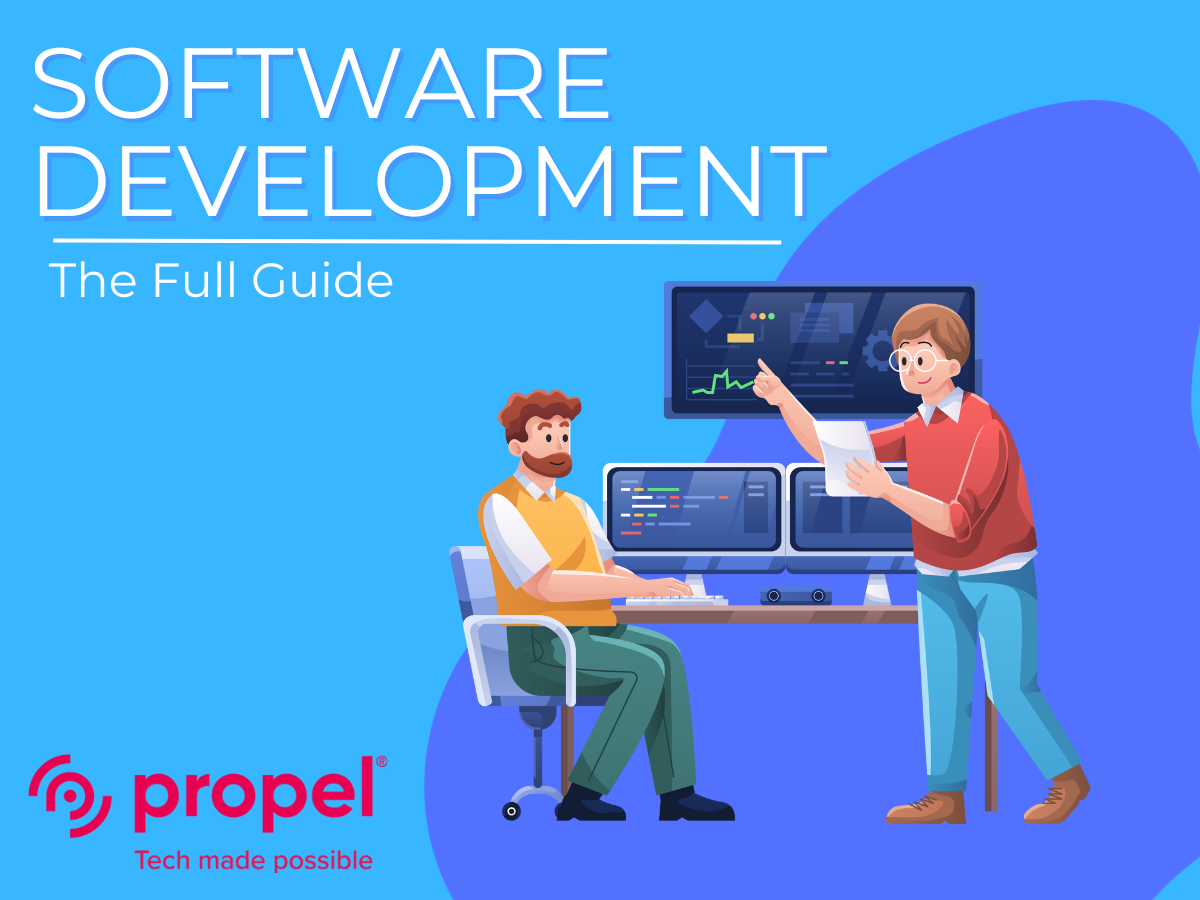 SOFTWARE
DEVELOPMENT
The Full Guide
propel®
Tech made possible